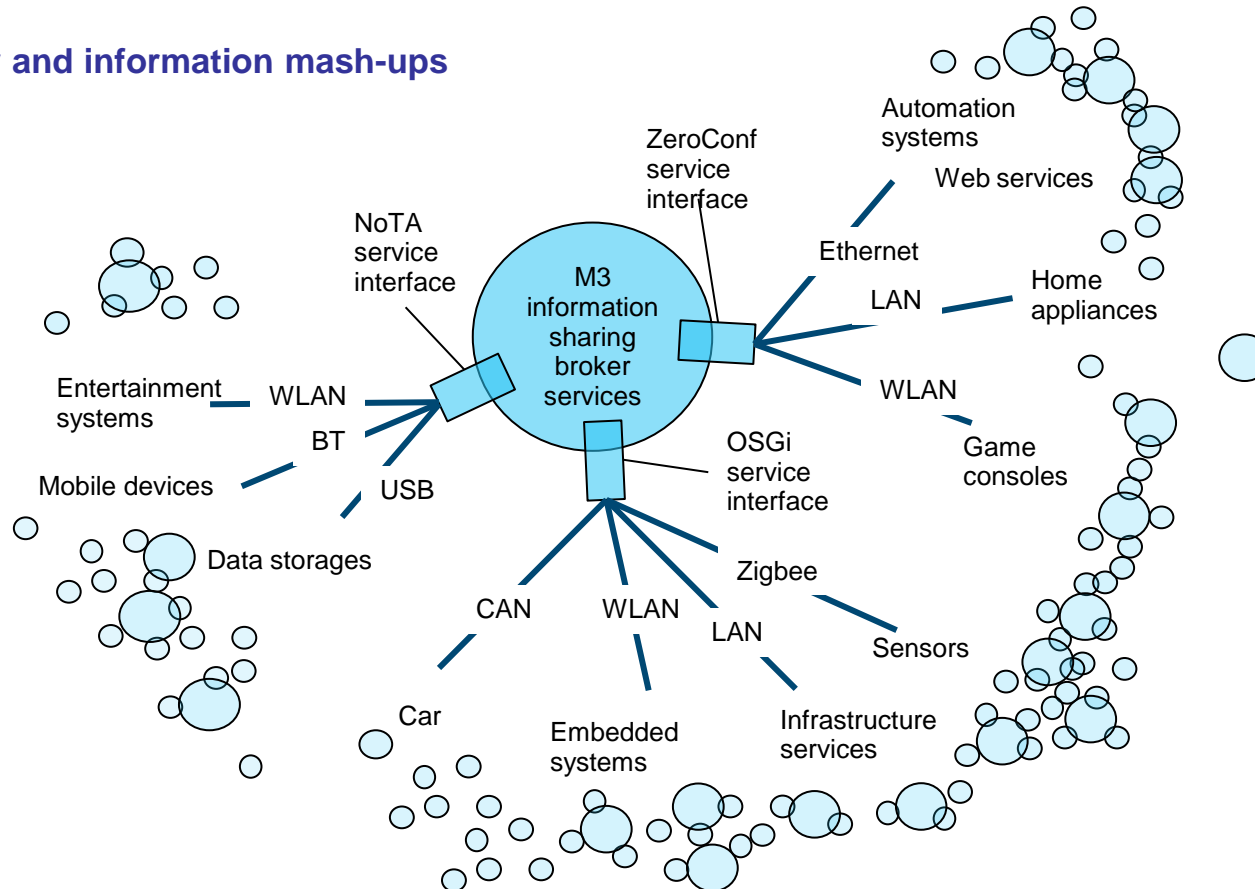 and information mash-ups
Automation
systems
Web services
ZeroConf
service
interface
NoTA
service
interface
Ethernet
M3
information
sharing
broker
services
LAN
Home
appliances
Entertainment
systems
WLAN
WLAN
BT
OSGi
service
interface
Game
consoles
Mobile devices
USB
Data storages
Zigbee
CAN
WLAN
LAN
Sensors
Car
Embedded
systems
Infrastructure
services